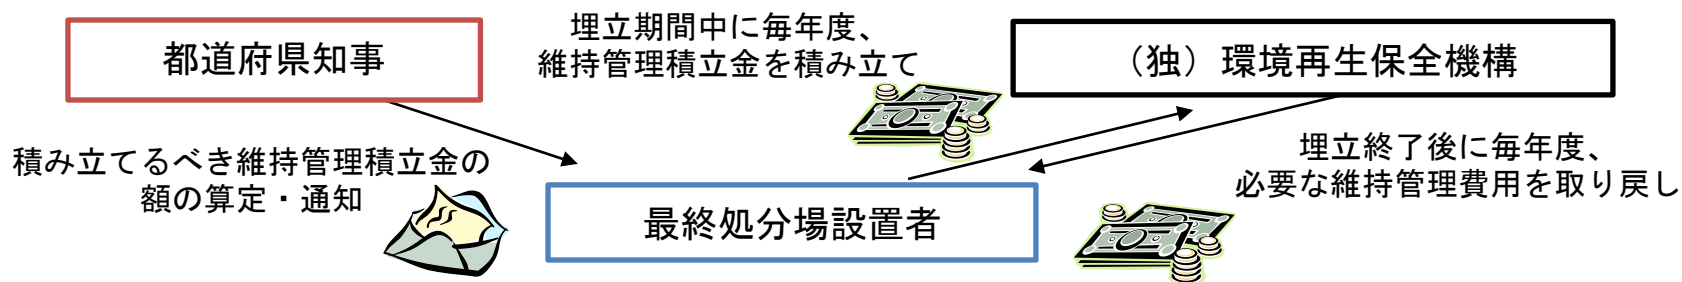 都道府県知事
埋立期間中に毎年度、
維持管理積立金を積み立て
（独）環境再生保全機構
積み立てるべき維持管理積立金の
額の算定・通知
最終処分場設置者
埋立終了後に毎年度、
必要な維持管理費用を取り戻し